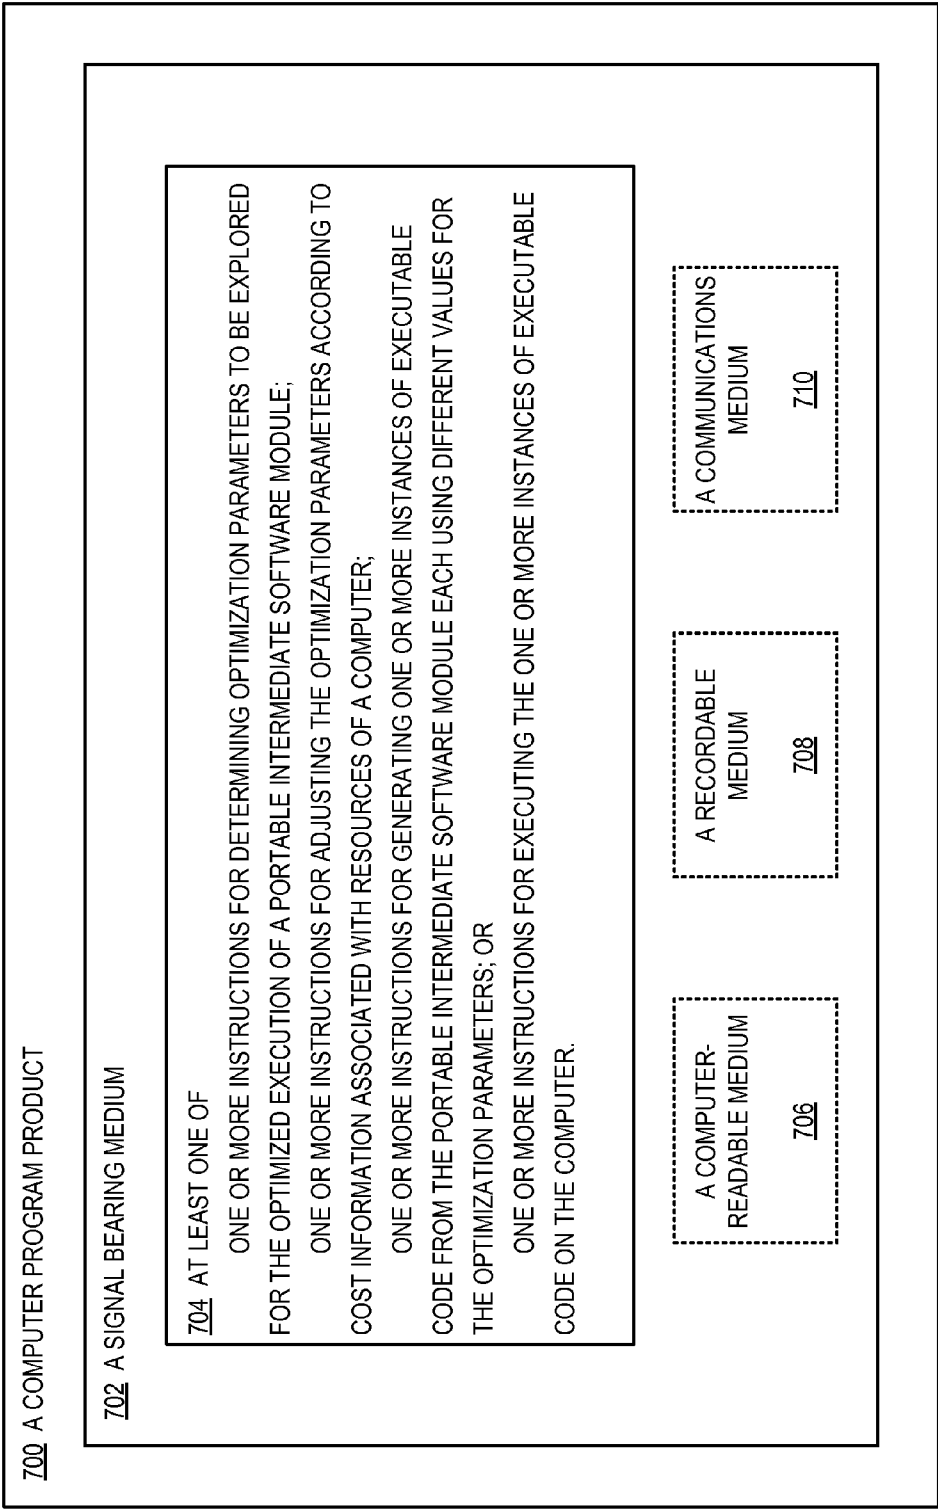 700 A COMPUTER PROGRAM PRODUCT
702 A SIGNAL BEARING MEDIUM
704 AT LEAST ONE OF
ONE OR MORE INSTRUCTIONS FOR DETERMINING OPTIMIZATION PARAMETERS TO BE EXPLORED
FOR THE OPTIMIZED EXECUTION OF A PORTABLE INTERMEDIATE SOFTWARE MODULE;
ONE OR MORE INSTRUCTIONS FOR ADJUSTING THE OPTIMIZATION PARAMETERS ACCORDING TO
COST INFORMATION ASSOCIATED WITH RESOURCES OF A COMPUTER;
ONE OR MORE INSTRUCTIONS FOR GENERATING ONE OR MORE INSTANCES OF EXECUTABLE
CODE FROM THE PORTABLE INTERMEDIATE SOFTWARE MODULE EACH USING DIFFERENT VALUES FOR
THE OPTIMIZATION PARAMETERS; OR
ONE OR MORE INSTRUCTIONS FOR EXECUTING THE ONE OR MORE INSTANCES OF EXECUTABLE
CODE ON THE COMPUTER.
A COMPUTER-
READABLE MEDIUM
706
A RECORDABLE
MEDIUM
708
A COMMUNICATIONS
MEDIUM
710